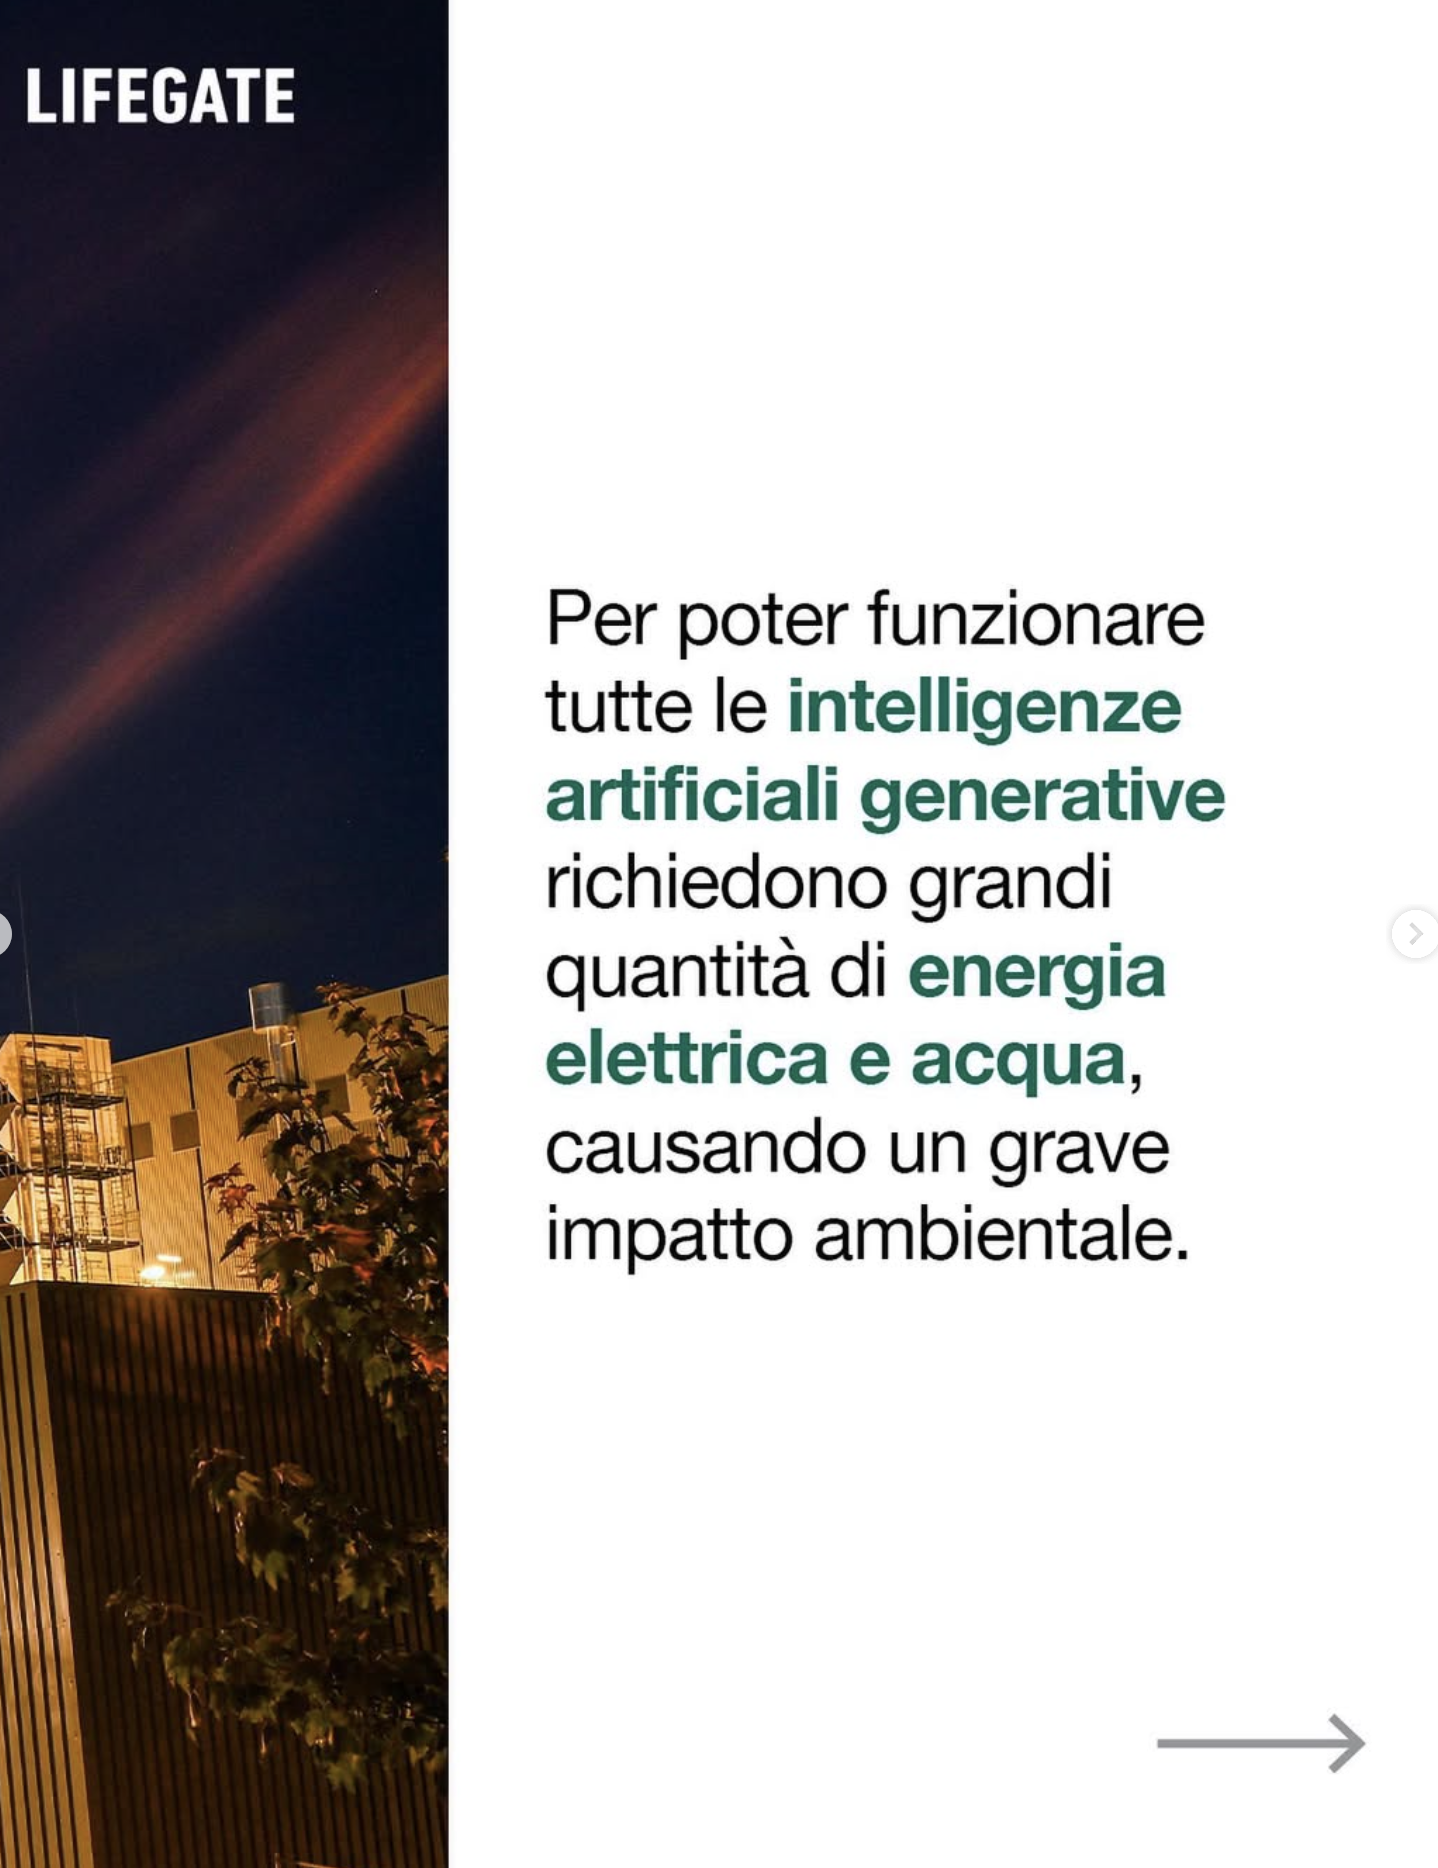 LIFEGATE
Per poter funzionare
tutte le intelligenze
artificiali generative
richiedono grandi
quantità di energia
elettrica e acqua,
causando un grave
impatto ambientale.